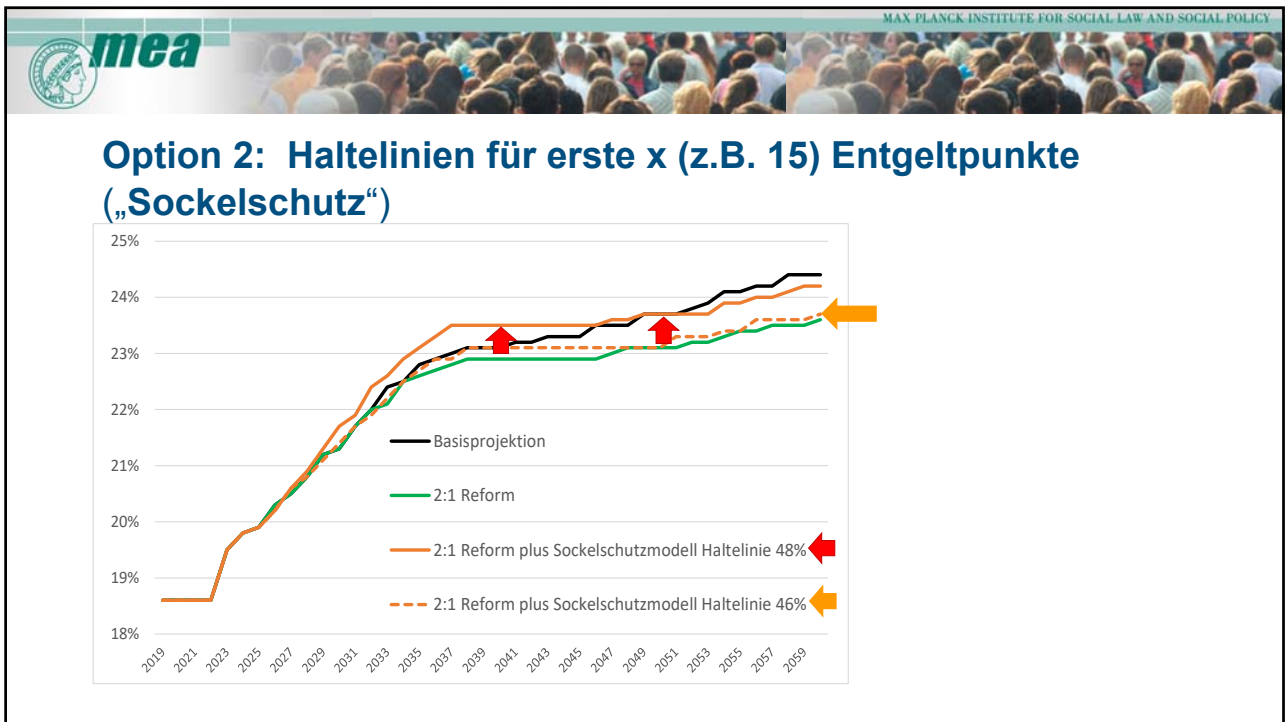 MAX PLANCK INSTITUTE FOR SOCIAL LAW AND SOCIAL POLICY
mea
Option 2: Haltelinien für erste x (z.B. 15) Entgeltpunkte
(„Sockelschutz“)
25%
24%
23%
22%
21%
20%
19%
18%
Basisprojektion
2:1 Reform
2:1 Reform plus Sockelschutzmodell Haltelinie 48%
2:1 Reform plus Sockelschutzmodell Haltelinie 46%
2019 2021 2023 2025 2027 2029 2031 2033 2035 2037 2039 2041 2043 2045 2047 2049 2051 2053 2055 2057 2059